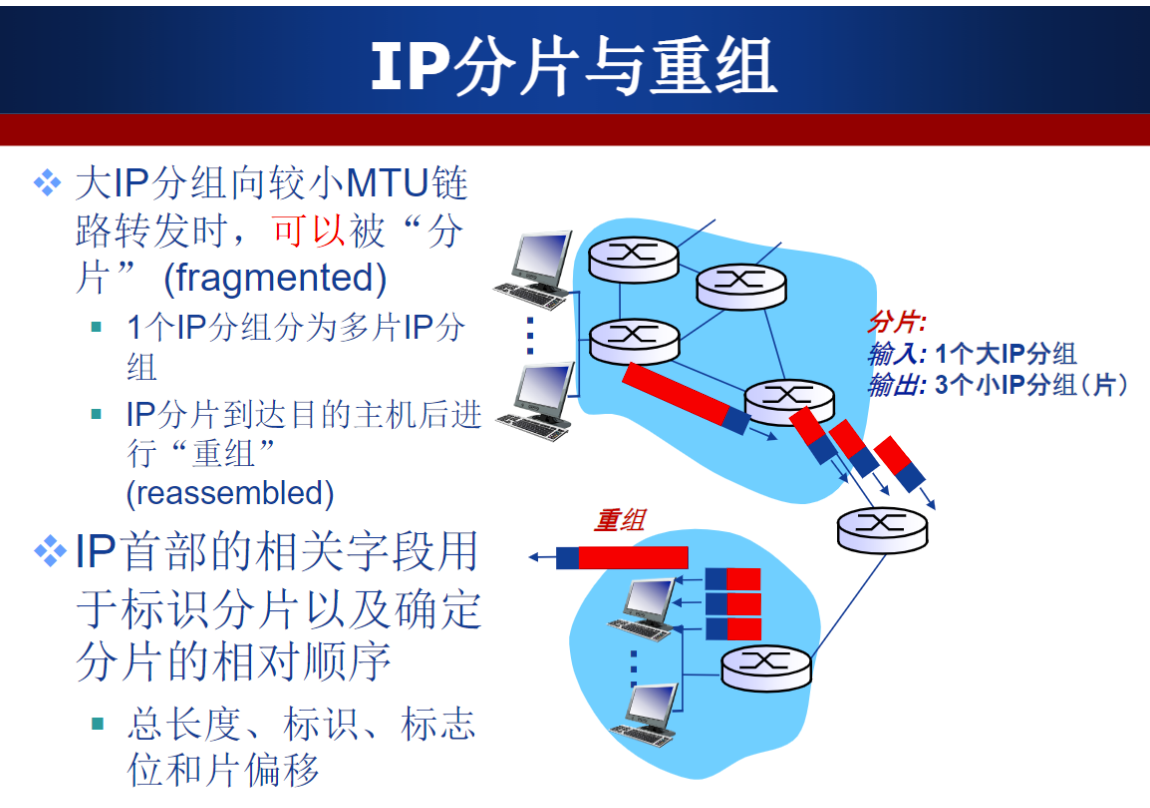 IP分片与重组
大IP分组向较小MTU链
路转发时，可以被“分
片” (fragmented)
1个IP分组分为多片IP分
组
IP分片到达目的主机后进
行“重组”
(reassembled)
IP首部的相关字段用
于标识分片以及确定
分片的相对顺序
总长度、标识、标志
位和片偏移
分片:
输入: 1个大IP分组
输出: 3个小IP分组（片）
重组